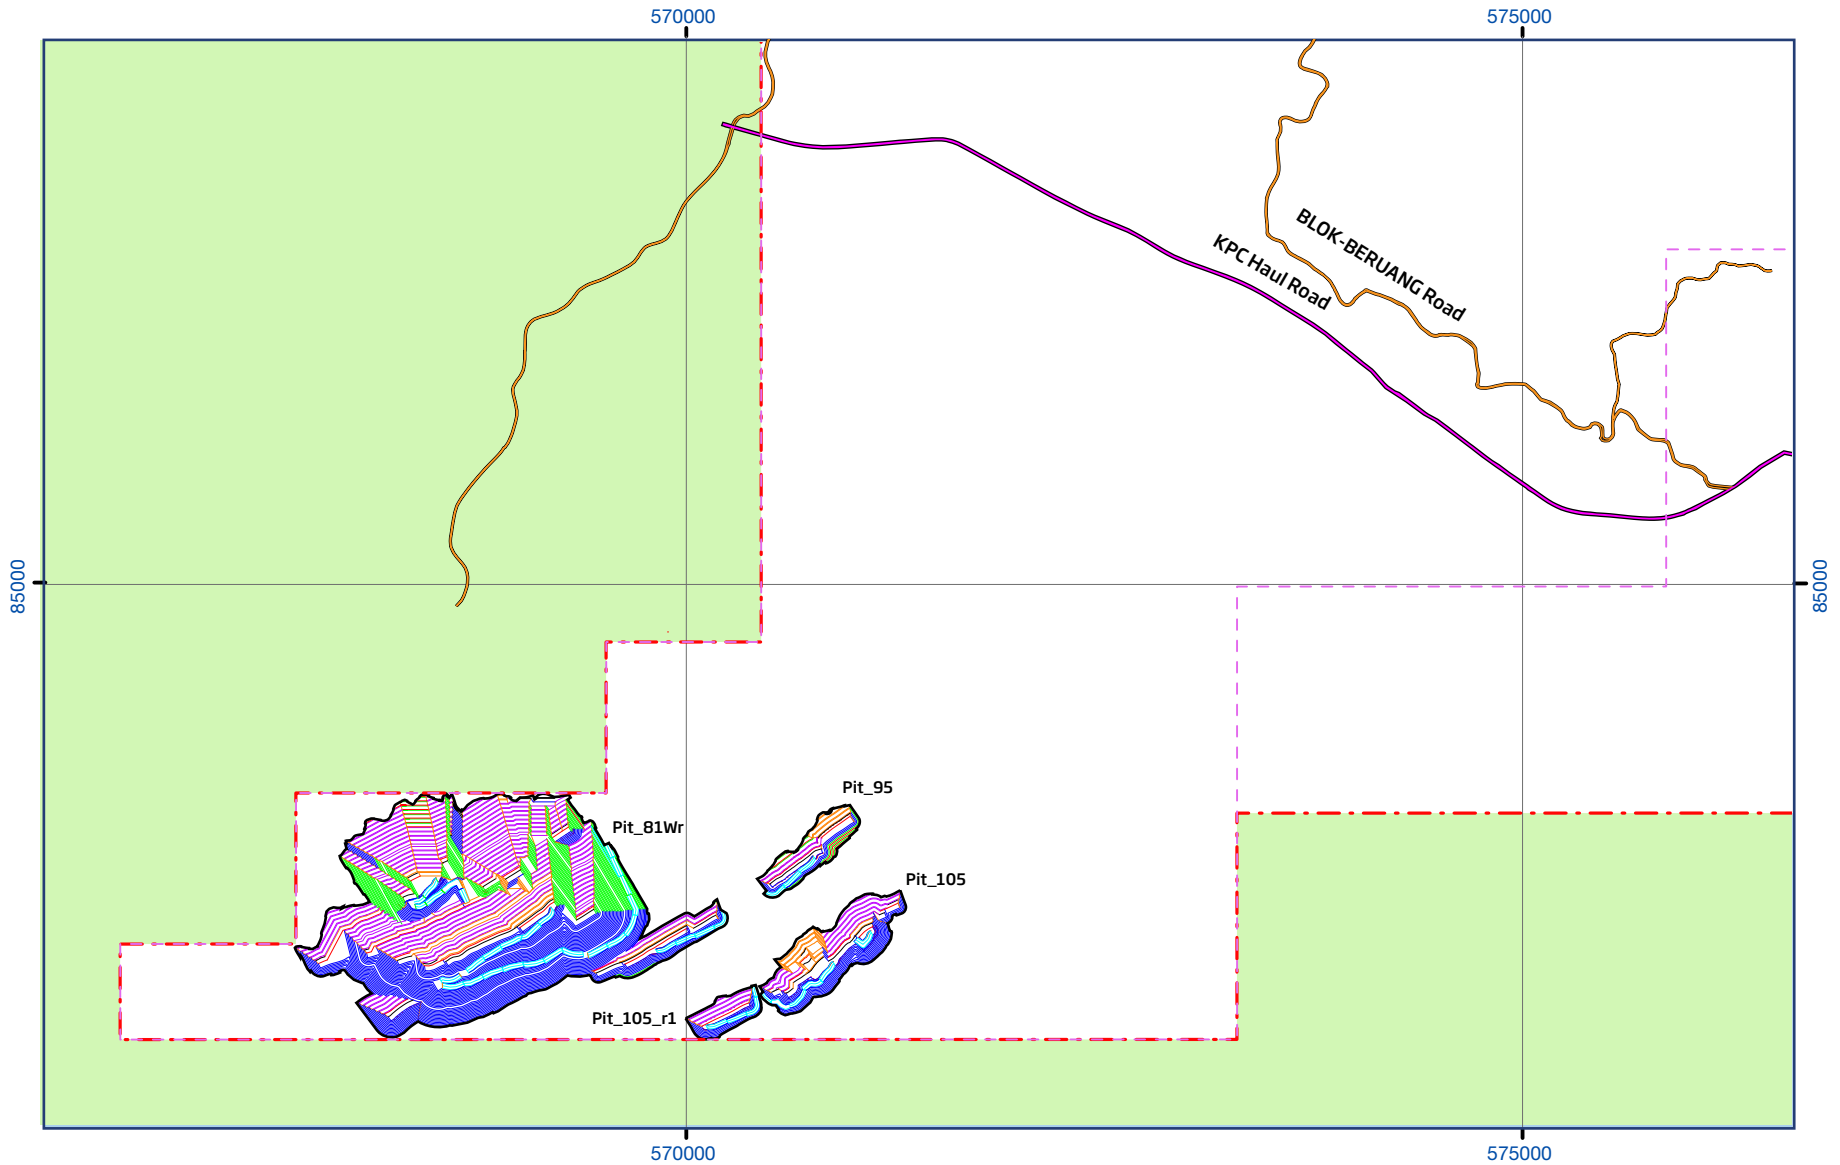 570000
575000
BLOK-BERUANG Road
KPC Haul Road
85000
85000
Pit_95
Pit_81Wr
Pit_105
Pit_105_r1
570000
575000